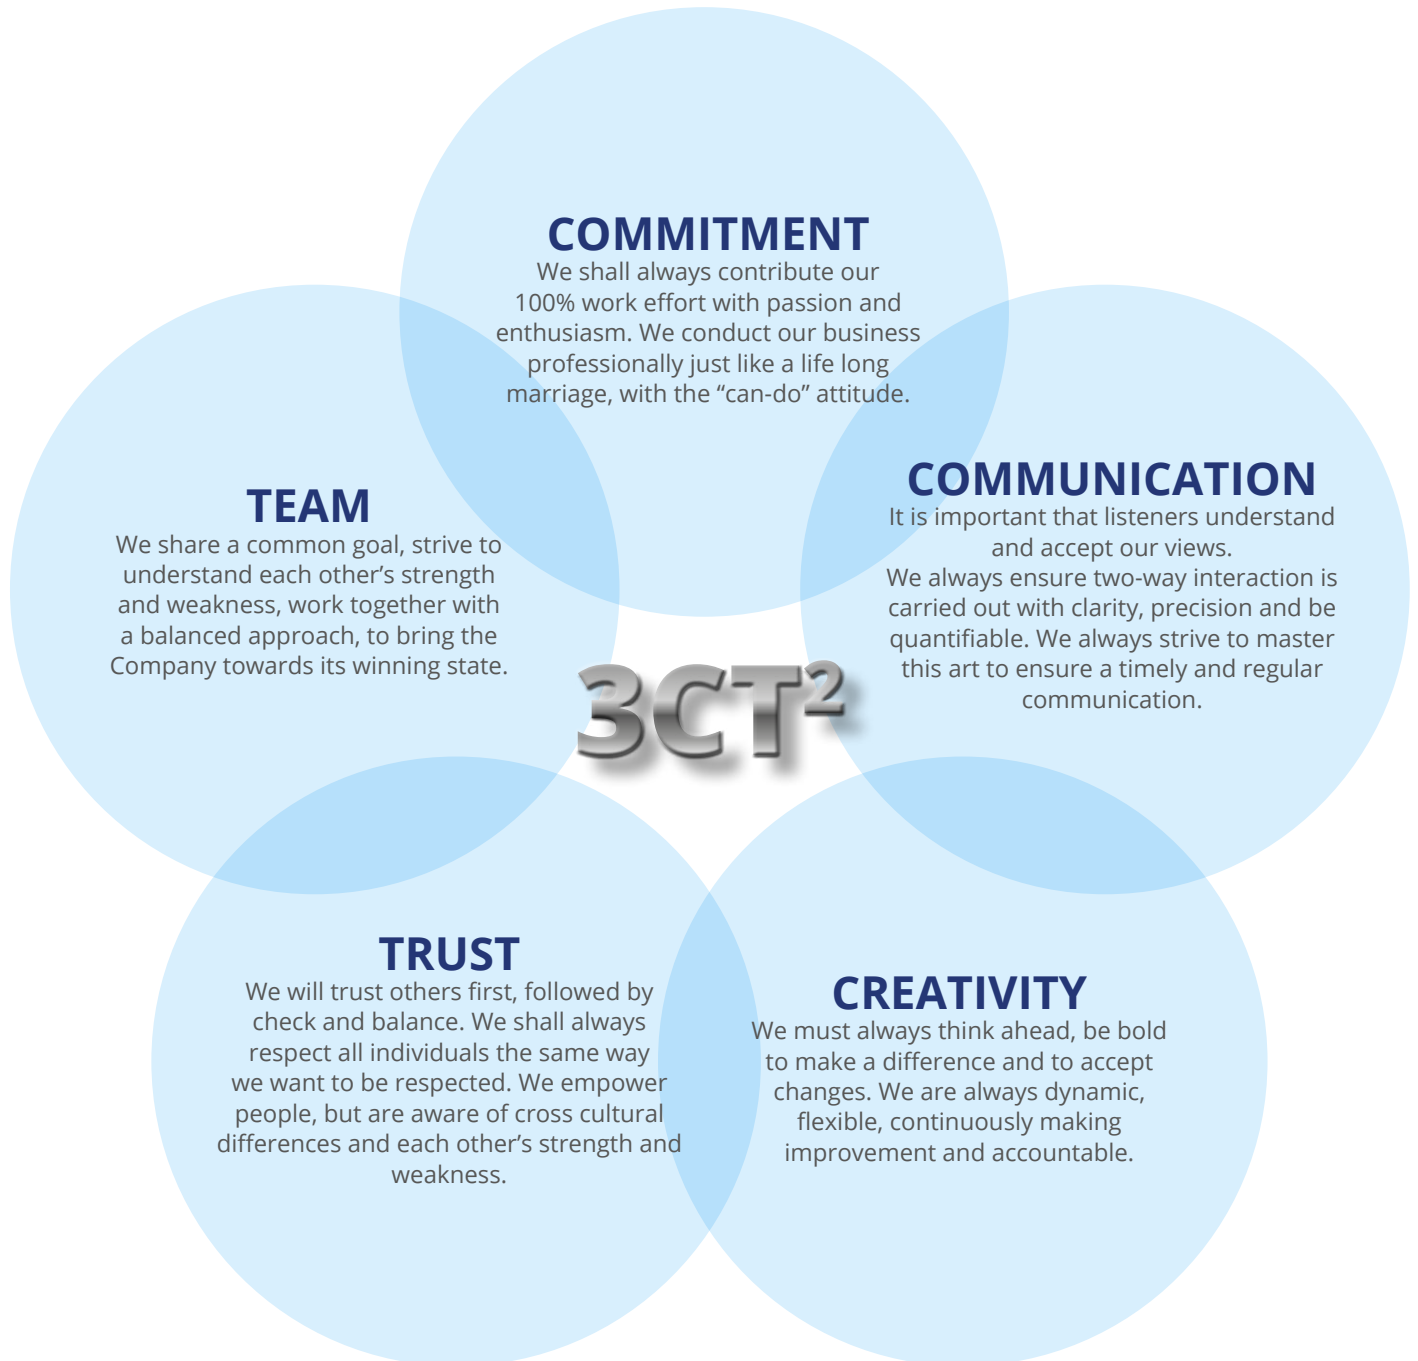 COMMITMENT
We shall always contribute our
100% work effort with passion and
enthusiasm. We conduct our business
professionally just like a life long
marriage, with the “can-do” attitude.
COMMUNICATION
It is important that listeners understand
and accept our views.
We always ensure two-way interaction is
carried out with clarity, precision and be
quantifiable. We always strive to master
this art to ensure a timely and regular
communication.
TEAM
We share a common goal, strive to
understand each other’s strength
and weakness, work together with
a balanced approach, to bring the
Company towards its winning state.
3CT²
TRUST
We will trust others first, followed by
check and balance. We shall always
respect all individuals the same way
we want to be respected. We empower
people, but are aware of cross cultural
differences and each other’s strength and
weakness.
CREATIVITY
We must always think ahead, be bold
to make a difference and to accept
changes. We are always dynamic,
flexible, continuously making
improvement and accountable.